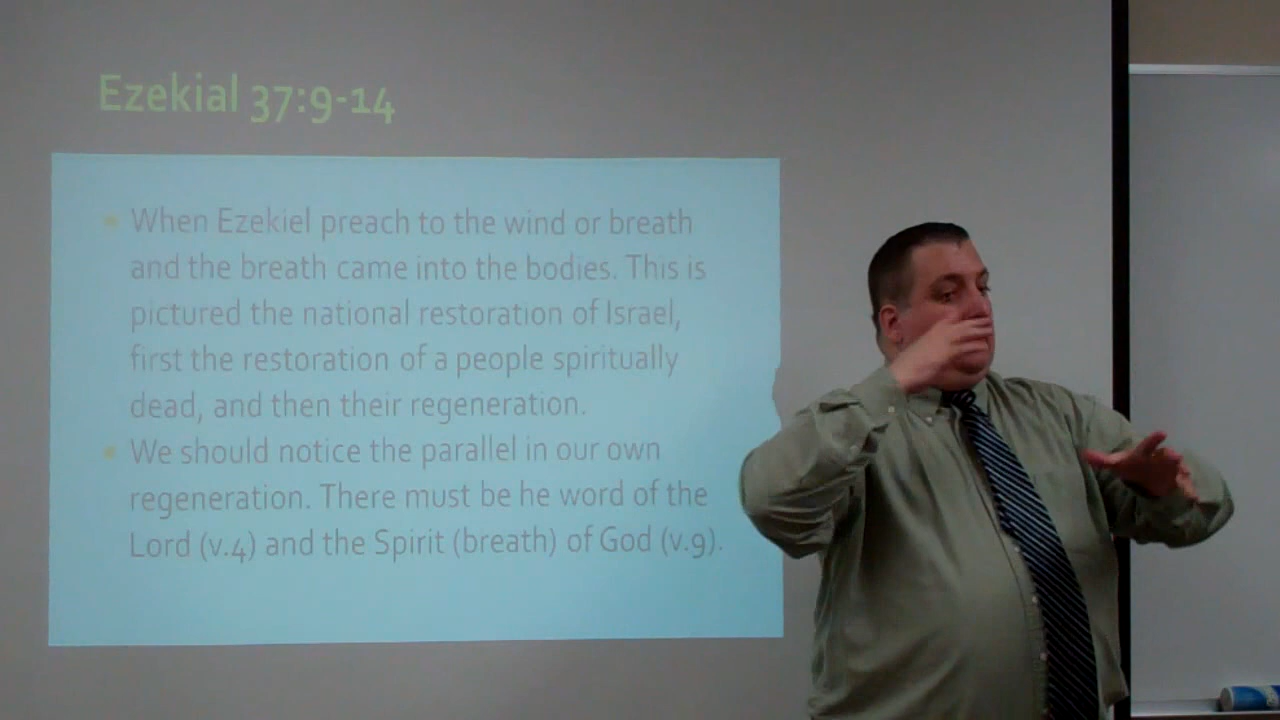 Ezekial 37:9-14
• When Ezekiel preach to the wind or breath
and the breath came into the bodies. This is
pictured the national restoration of Israel,
first the restoration of a people spiritually
dead, and then their regeneration.
• We should notice the parallel in our own
regeneration. There must be he word of the
Lord (v.4) and the Spirit (breath) of God (v.9).